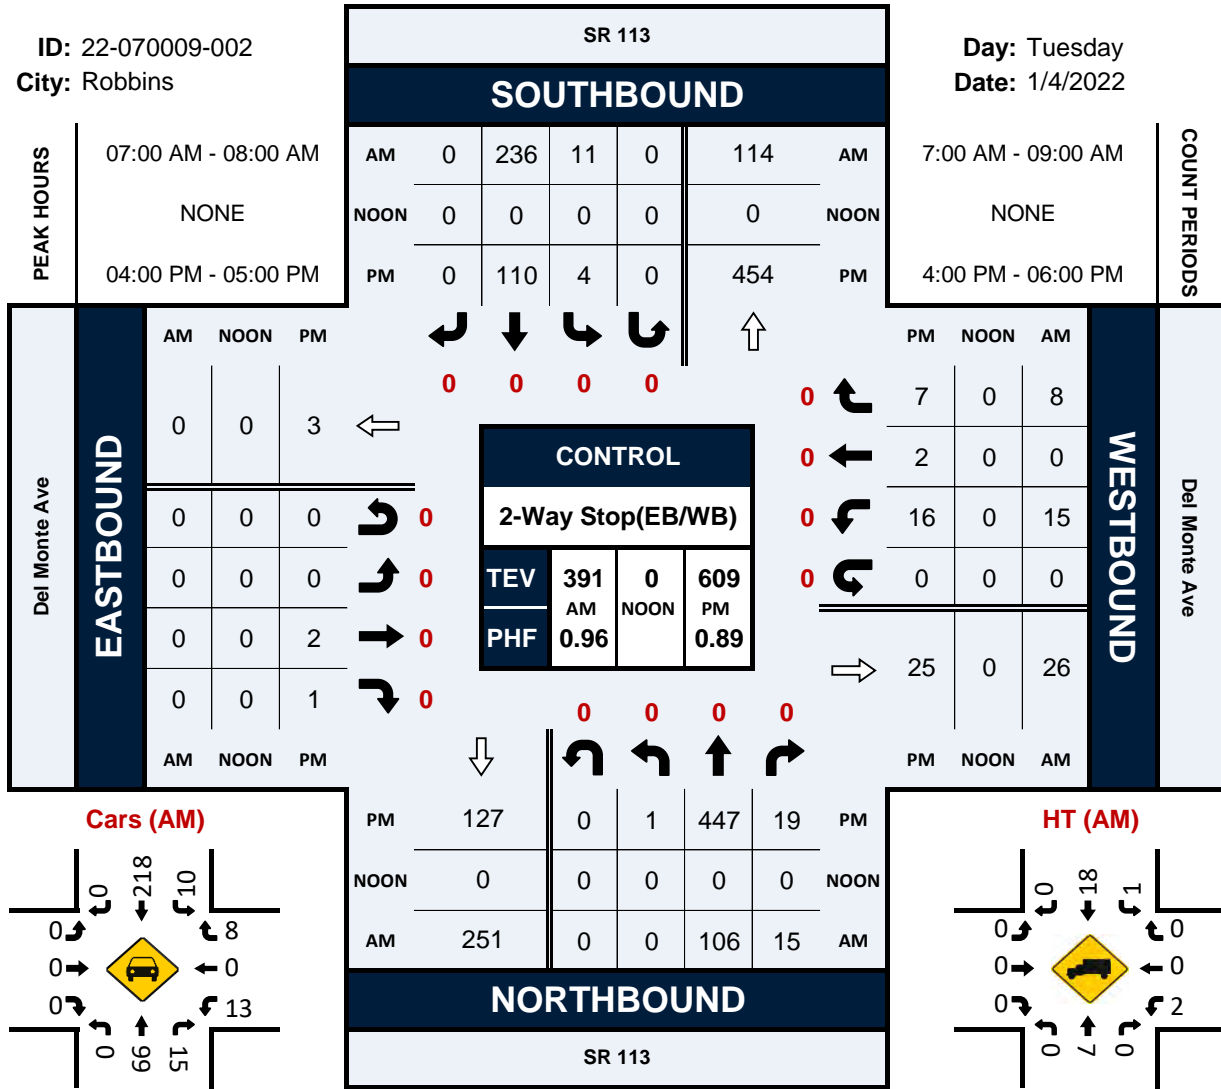 SR 113
ID: 22-070009-002
Day: Tuesday
City: Robbins
Date: 1/4/2022
SOUTHBOUND
PEAK HOURS
07:00 AM - 08:00 AM
NONE
04:00 PM - 05:00 PM
AM 0 236 11 0 114 AM
NOON 0 0 0 0 0 NOON
PM 0 110 4 0 454 PM
7:00 AM - 09:00 AM
NONE
4:00 PM - 06:00 PM
COUNT PERIODS
0 0 0 0
Del Monte Ave
EASTBOUND
AM NOON PM
0 0 3
0 0 0 0
0 0 0 0
0 0 2 0
0 0 1 0
AM NOON PM
CONTROL
2-Way Stop(EB/WB)
TEV 391 0 609
AM NOON PM
PHF 0.96 0.89
PM NOON AM
0 7 0 8
0 2 0 0
0 16 0 15
0 0 0 0
25 0 26
PM NOON AM
WESTBOUND
Del Monte Ave
0 0 0 0
PM 127 0 1 447 19 PM
NOON 0 0 0 0 0 NOON
AM 251 0 0 106 15 AM
NORTHBOUND
SR 113
Cars (AM)
0 218 10
0 8
0 0
0 13
0 99 15
HT (AM)
0 18 1
0 0
0 0
0 2
0 7 0